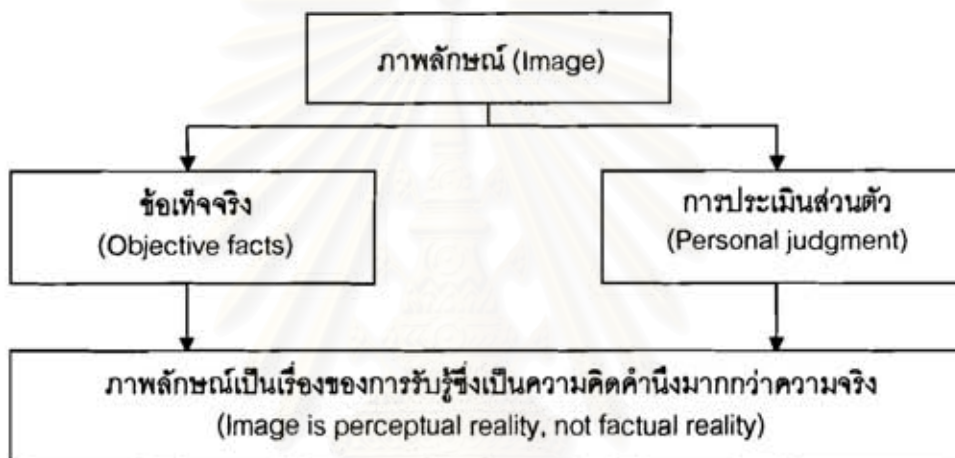 ภาพลักษณ์ (Image)
ข้อเท็จจริง
(Objective facts)
การประเมินส่วนตัว
(Personal judgment)
ภาพลักษณ์เป็นเรื่องของการรับรู้ซึ่งเป็นความคิดคำนึงมากกว่าความจริง
(Image is perceptual reality, not factual reality)